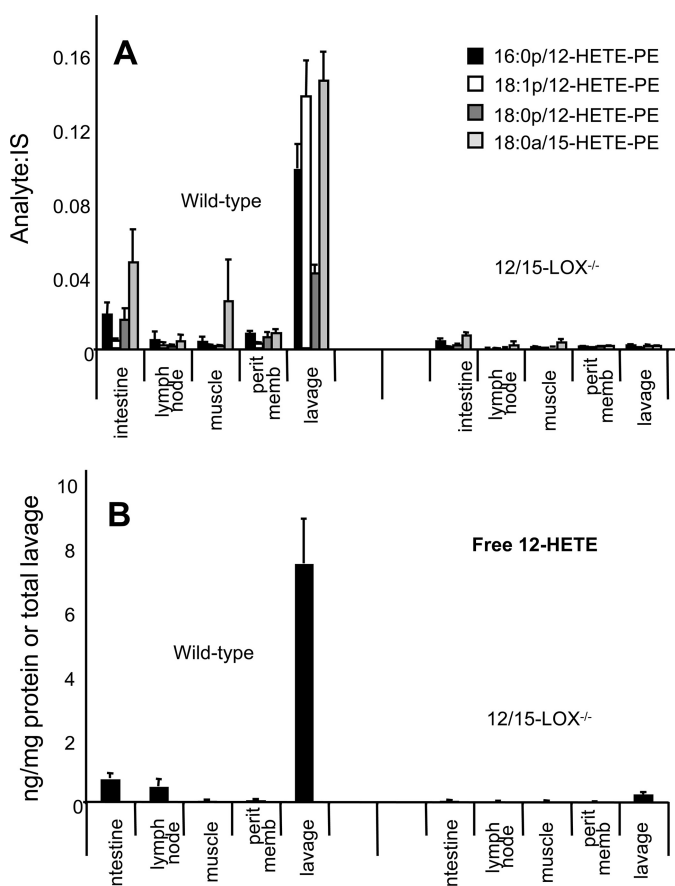 A
0.16
0.12
0.08
0.04
0
Analyte:IS
16:0p/12-HETE-PE
18:1p/12-HETE-PE
18:0p/12-HETE-PE
18:0a/15-HETE-PE
Wild-type
12/15-LOX-/-
intestine
lymph
node
muscle
perit
memb
lavage
intestine
lymph
node
muscle
perit
memb
lavage
B
10
8
6
4
2
0
ng/mg protein or total lavage
Free 12-HETE
Wild-type
12/15-LOX-/-
ntestine
lymph
node
muscle
perit
memb
lavage
ntestine
lymph
node
muscle
perit
memb
lavage